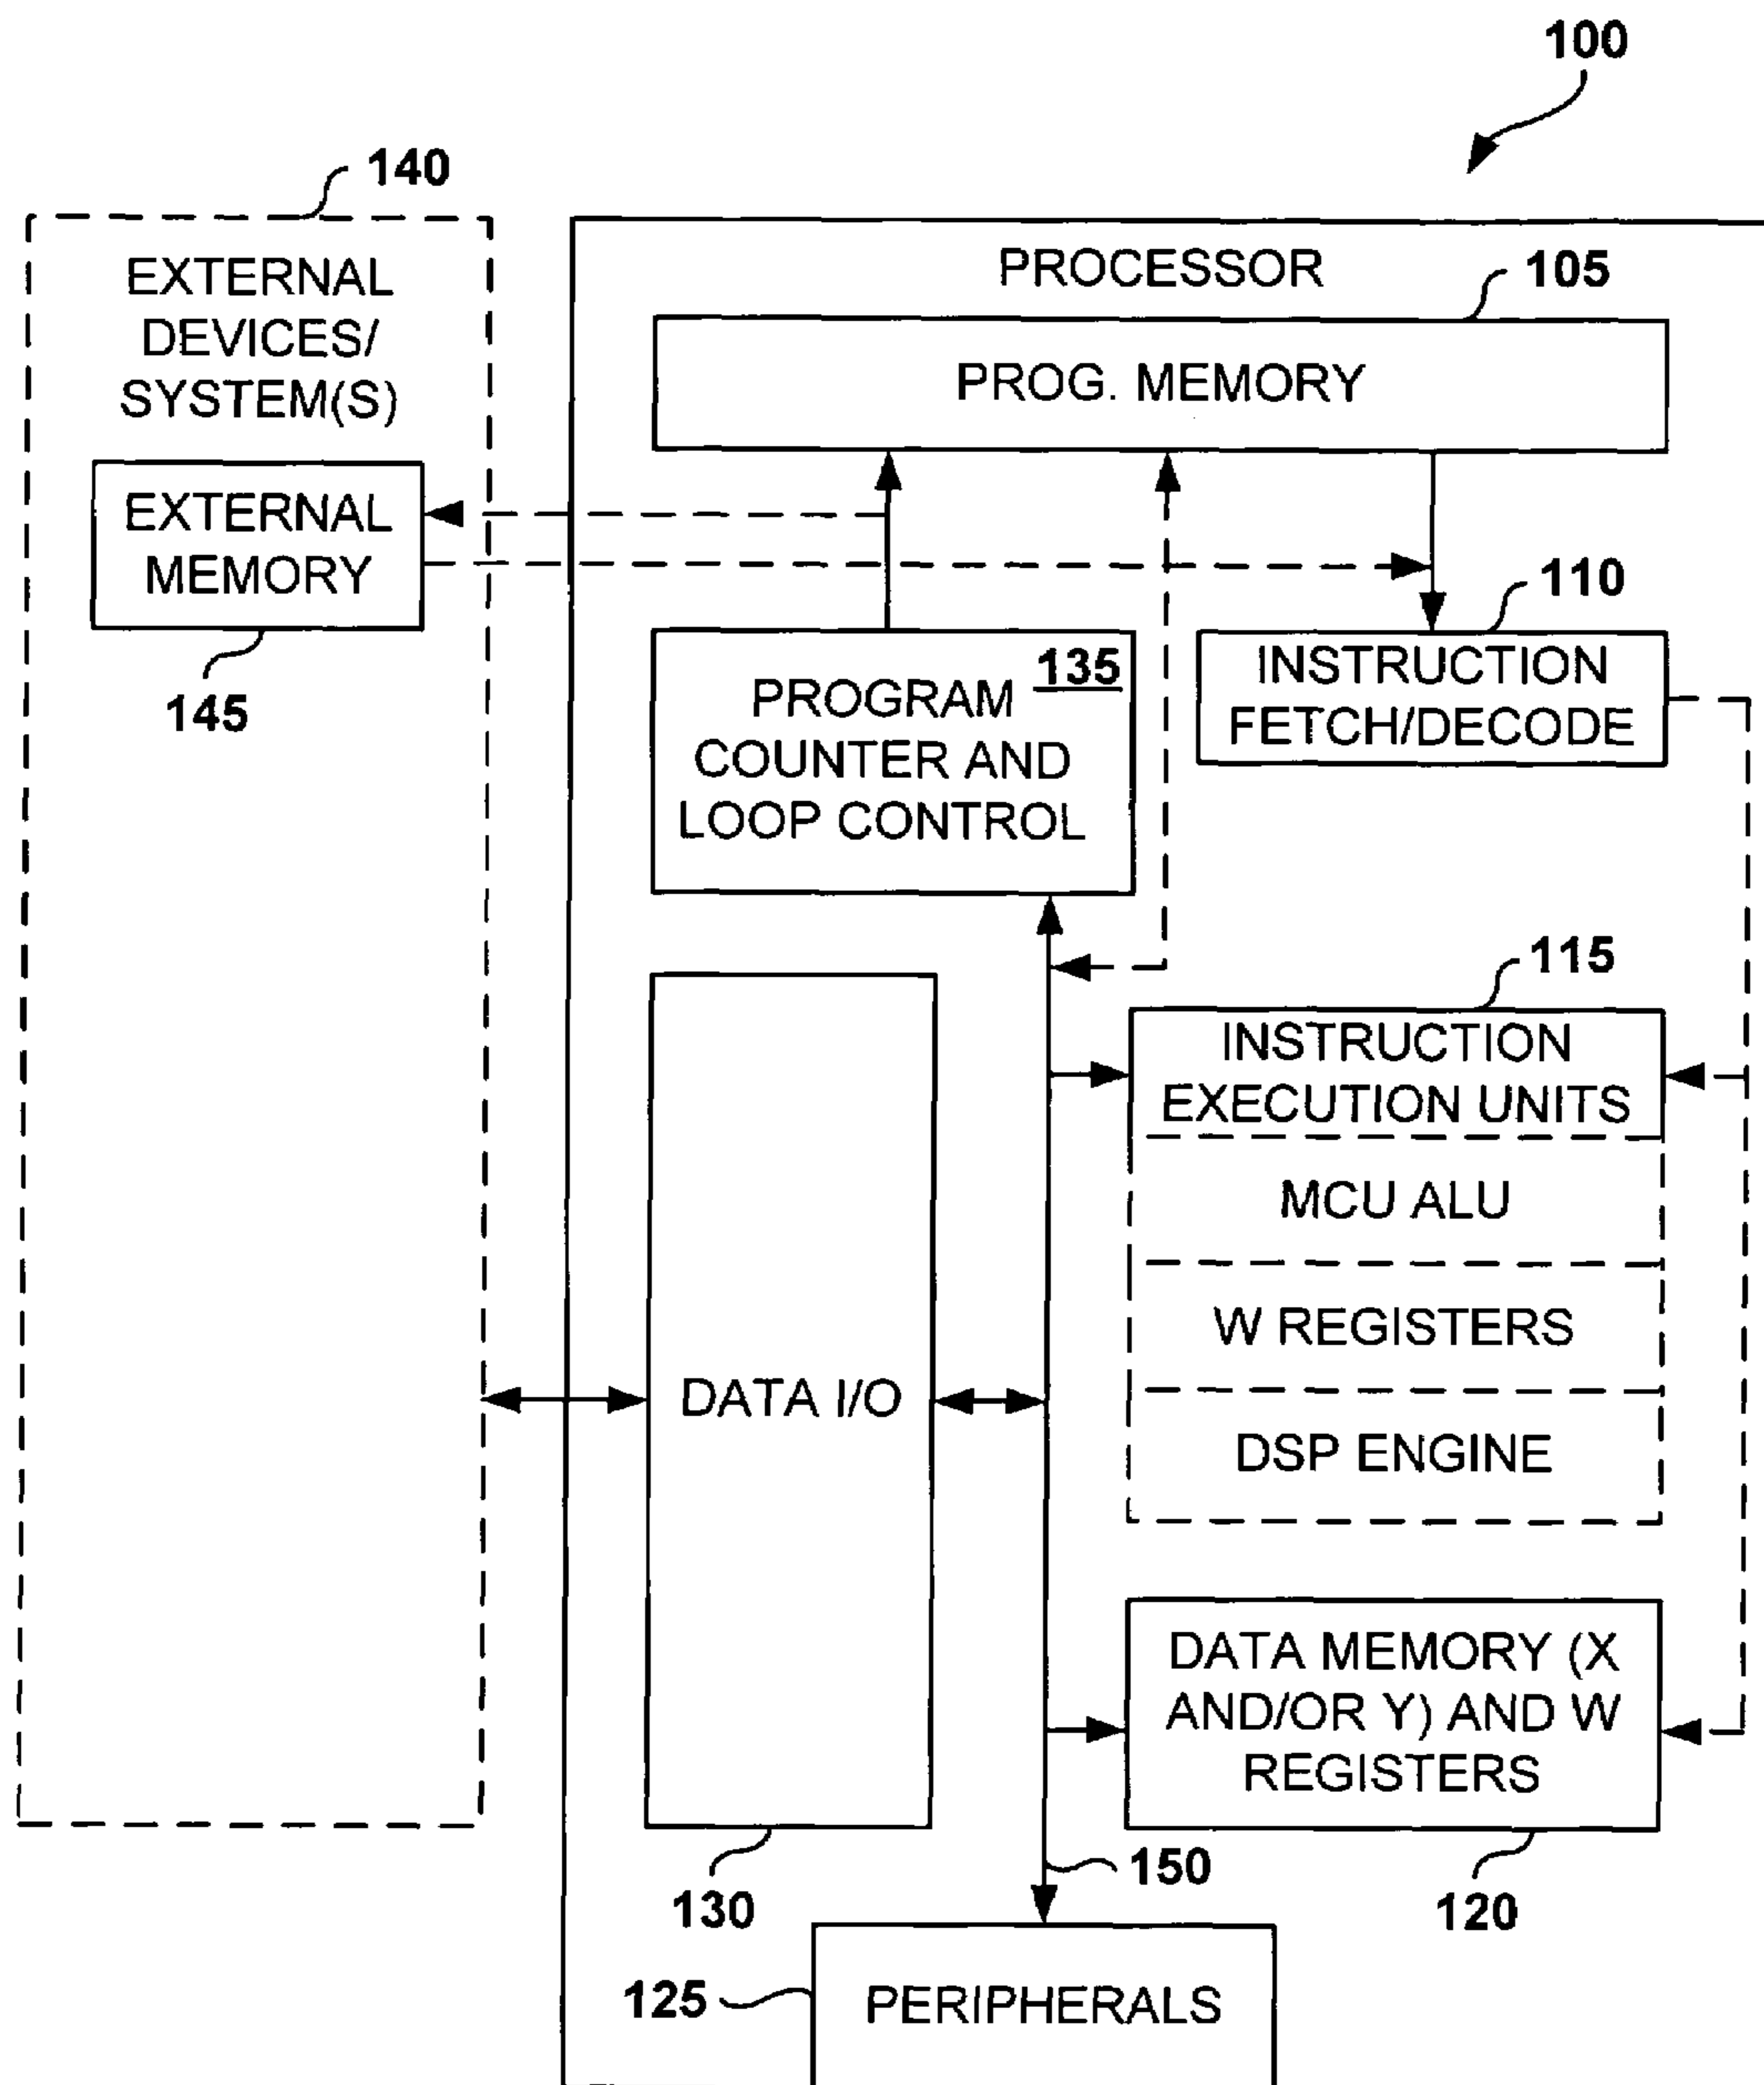 100
140
EXTERNAL
DEVICES/
SYSTEM(S)
PROCESSOR
105
PROG. MEMORY
EXTERNAL
MEMORY
145
110
INSTRUCTION
FETCH/DECODE
135
PROGRAM
COUNTER AND
LOOP CONTROL
115
INSTRUCTION
EXECUTION UNITS
MCU ALU
W REGISTERS
DSP ENGINE
DATA I/O
130
DATA MEMORY (X
AND/OR Y) AND W
REGISTERS
120
150
125
PERIPHERALS